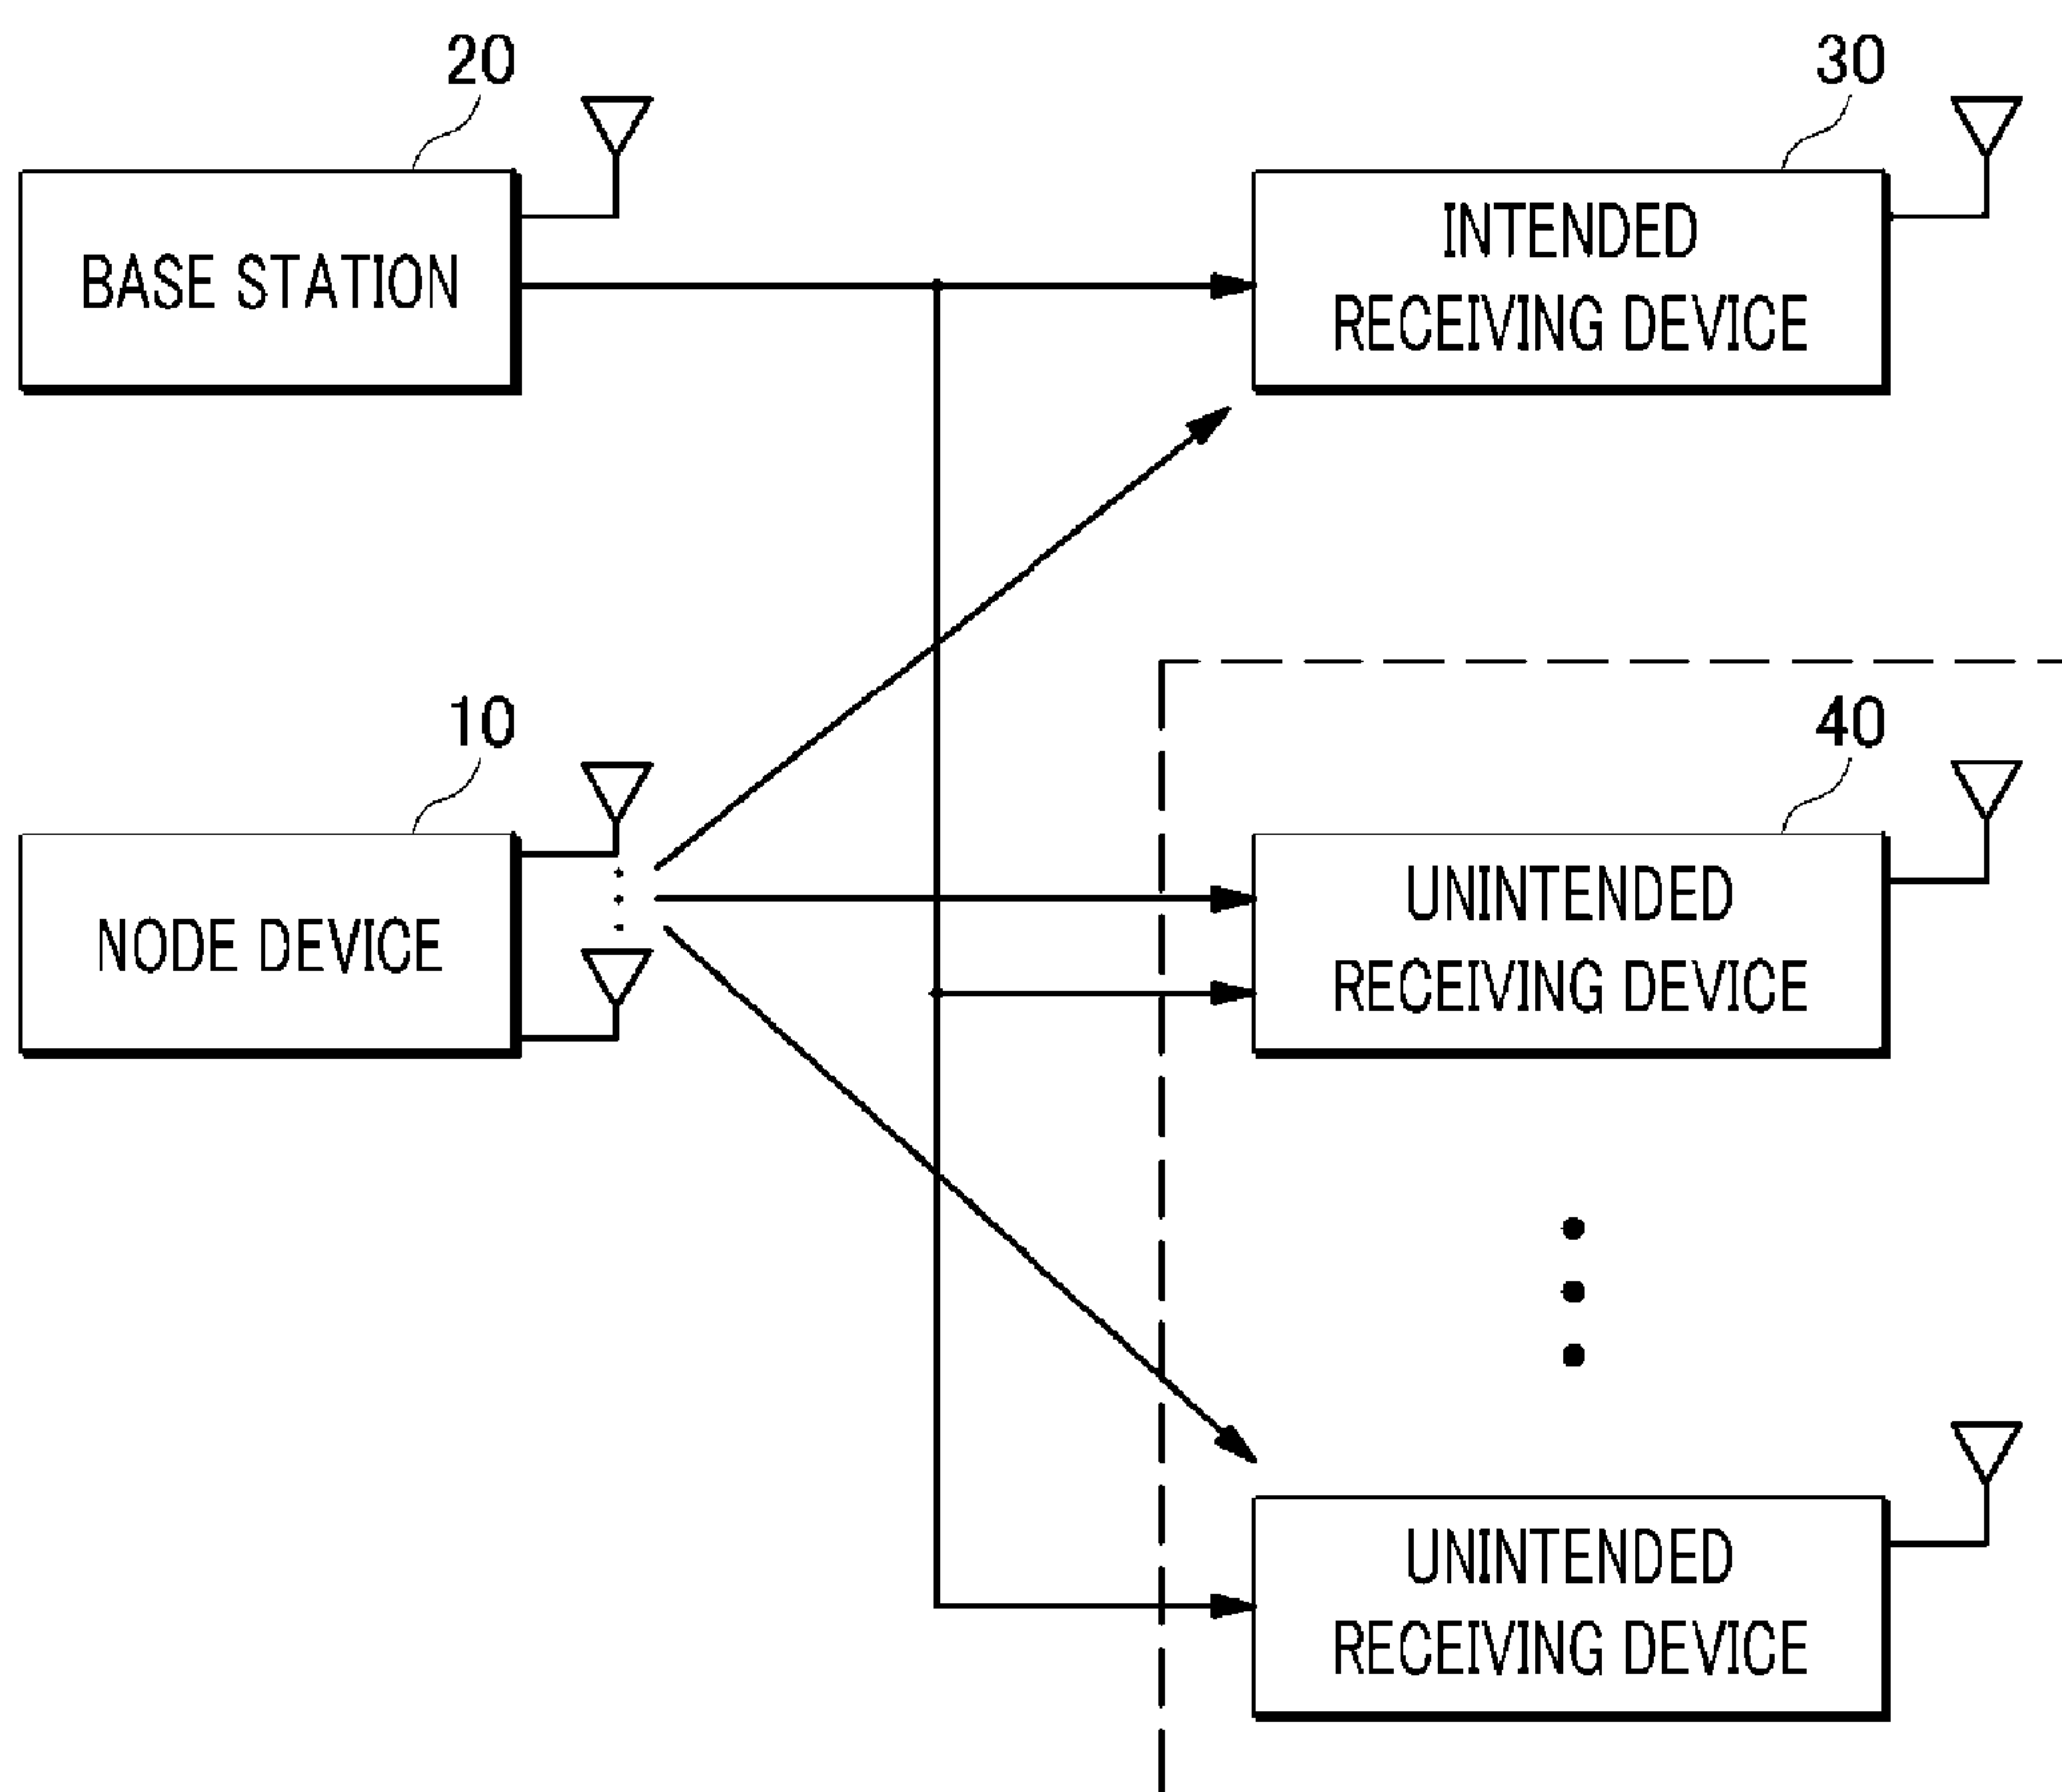 20
30
BASE STATION
INTENDED
RECEIVING DEVICE
10
40
NODE DEVICE
UNINTENDED
RECEIVING DEVICE
UNINTENDED
RECEIVING DEVICE